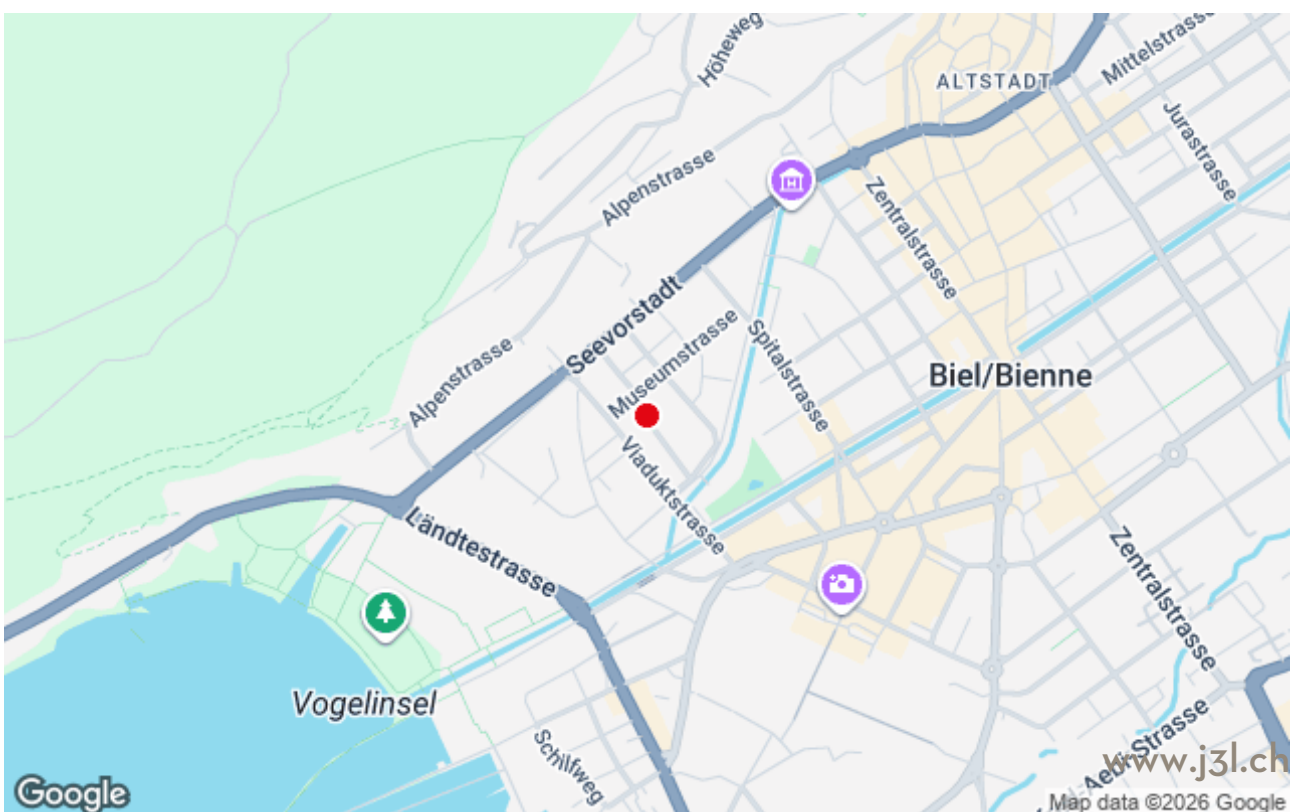 Höheweg
Mittelstrasse
ALTSTADT
Jurastrasse
Alpenstrasse
Zentralstrasse
Seevorstadt
Museumstrasse
Spitalstrasse
Alpenstrasse
Biel/Bienne
Viaduktstrasse
Ländtestrasse
Zentralstrasse
Vogelinsel
Schilfweg
-Aebi-Strasse
www.j3l.ch
Google
Map data ©2026 Google